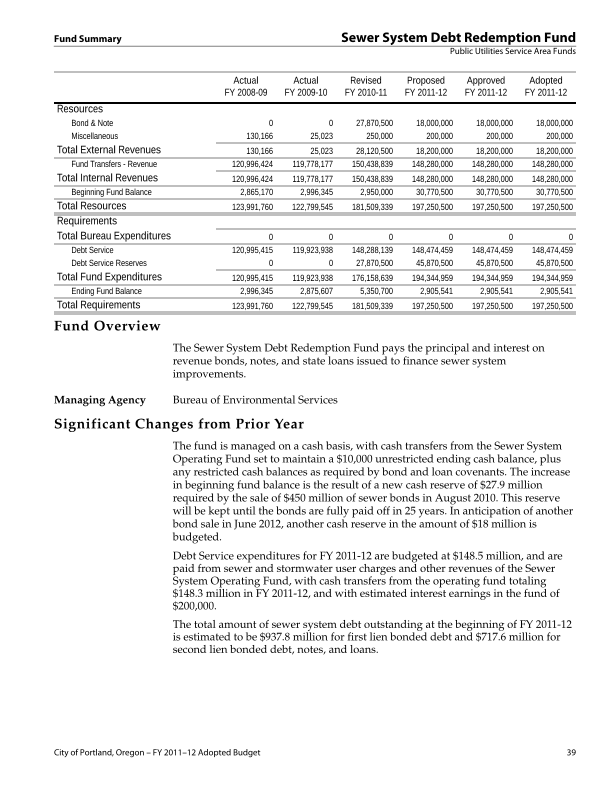 Fund Summary Sewer System Debt Redemption Fund
Public Utilities Service Area Funds
Actual Actual Revised Proposed Approved Adopted
FY 2008-09 FY 2009-10 FY 2010-11 FY 2011-12 FY 2011-12 FY 2011-12
Resources
Bond & Note 0 0 27,870,500 18,000,000 18,000,000 18,000,000
Miscellaneous 130,166 25,023 250,000 200,000 200,000 200,000
Total External Revenues 130,166 25,023 28,120,500 18,200,000 18,200,000 18,200,000
Fund Transfers - Revenue 120,996,424 119,778,177 150,438,839 148,280,000 148,280,000 148,280,000
Total Internal Revenues 120,996,424 119,778,177 150,438,839 148,280,000 148,280,000 148,280,000
Beginning Fund Balance 2,865,170 2,996,345 2,950,000 30,770,500 30,770,500 30,770,500
Total Resources 123,991,760 122,799,545 181,509,339 197,250,500 197,250,500 197,250,500
Requirements
Total Bureau Expenditures 0 0 0 0 0 0
Debt Service 120,995,415 119,923,938 148,288,139 148,474,459 148,474,459 148,474,459
Debt Service Reserves 0 0 27,870,500 45,870,500 45,870,500 45,870,500
Total Fund Expenditures 120,995,415 119,923,938 176,158,639 194,344,959 194,344,959 194,344,959
Ending Fund Balance 2,996,345 2,875,607 5,350,700 2,905,541 2,905,541 2,905,541
Total Requirements 123,991,760 122,799,545 181,509,339 197,250,500 197,250,500 197,250,500
Fund Overview
The Sewer System Debt Redemption Fund pays the principal and interest on
revenue bonds, notes, and state loans issued to finance sewer system
improvements.
Managing Agency Bureau of Environmental Services
Significant Changes from Prior Year
The fund is managed on a cash basis, with cash transfers from the Sewer System
Operating Fund set to maintain a $10,000 unrestricted ending cash balance, plus
any restricted cash balances as required by bond and loan covenants. The increase
in beginning fund balance is the result of a new cash reserve of $27.9 million
required by the sale of $450 million of sewer bonds in August 2010. This reserve
will be kept until the bonds are fully paid off in 25 years. In anticipation of another
bond sale in June 2012, another cash reserve in the amount of $18 million is
budgeted.
Debt Service expenditures for FY 2011-12 are budgeted at $148.5 million, and are
paid from sewer and stormwater user charges and other revenues of the Sewer
System Operating Fund, with cash transfers from the operating fund totaling
$148.3 million in FY 2011-12, and with estimated interest earnings in the fund of
$200,000.
The total amount of sewer system debt outstanding at the beginning of FY 2011-12
is estimated to be $937.8 million for first lien bonded debt and $717.6 million for
second lien bonded debt, notes, and loans.
City of Portland, Oregon – FY 2011–12 Adopted Budget 39